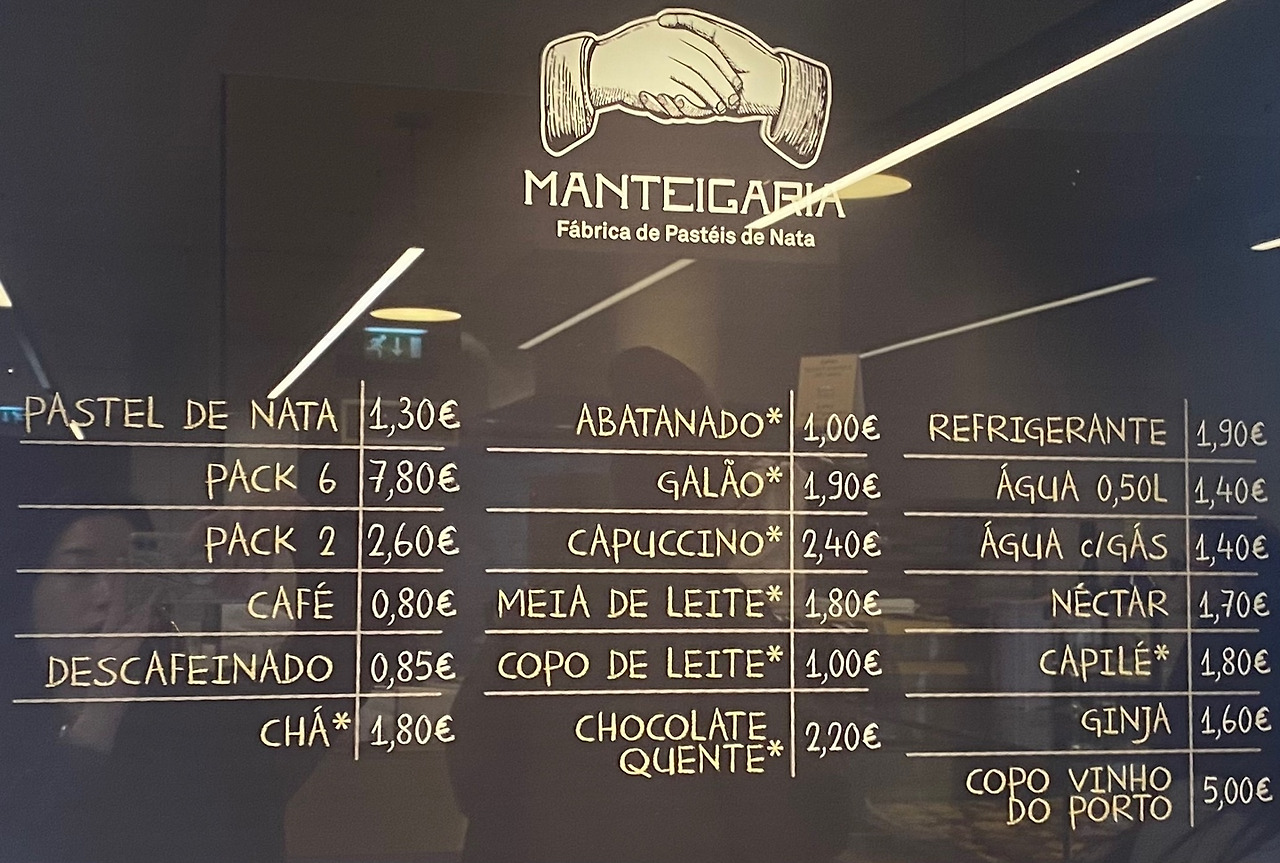 MANTEIGARIA
Fábrica de Pastéis de Nata
PASTEL DE NATA 1,30€
PACK 6 7,80€
PACK 2 2,60€
CAFÉ 0,80€
DESCAFEINADO 0,85€
CHÁ* 1,80€
ABATANADO* 1,00€
GALÃO* 1,90€
CAPUCCINO* 2,40€
MEIA DE LEITE* 1,80€
COPO DE LEITE* 1,00€
CHOCOLATE
QUENTE* 2,20€
REFRIGERANTE 1,90€
ÁGUA 0,50L 1,40€
ÁGUA c/GÁS 1,40€
NÉCTAR 1,70€
CAPILÉ* 1,80€
GINJA 1,60€
COPO VINHO
DO PORTO 5,00€